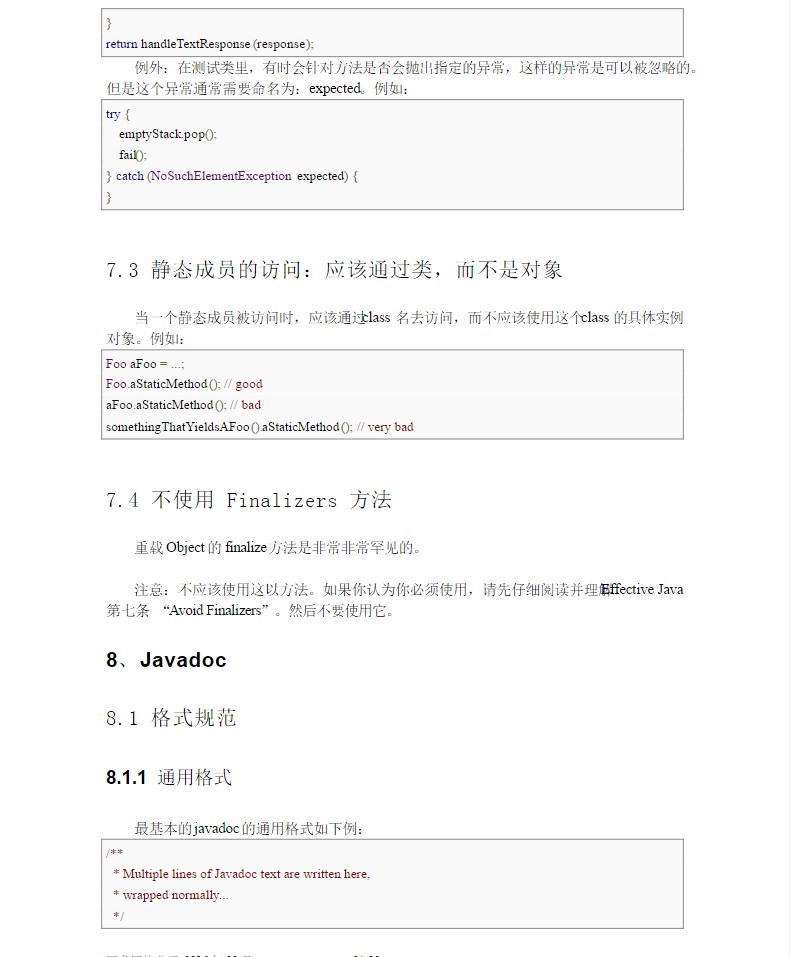 }
return handleTextResponse(response);
例外：在测试类里，有时会针对方法是否会抛出指定的异常，这样的异常是可以被忽略的。
但是这个异常通常需要命名为：expected。例如：
try {
emptyStack.pop();
fail();
} catch (NoSuchElementException expected) {
}
7.3 静态成员的访问：应该通过类，而不是对象
当一个静态成员被访问时，应该通过class 名去访问，而不应该使用这个class 的具体实例
对象。例如：
Foo aFoo = ...;
Foo.aStaticMethod(); // good
aFoo.aStaticMethod(); // bad
somethingThatYieldsAFoo().aStaticMethod(); // very bad
7.4 不使用 Finalizers 方法
重载 Object 的 finalize 方法是非常非常罕见的。
注意：不应该使用这以方法。如果你认为你必须使用，请先仔细阅读并理解Effective Java
第七条 “Avoid Finalizers”。然后不要使用它。
8、Javadoc
8.1 格式规范
8.1.1 通用格式
最基本的 javadoc 的通用格式如下例：
/**
* Multiple lines of Javadoc text are written here,
* wrapped normally...
*/